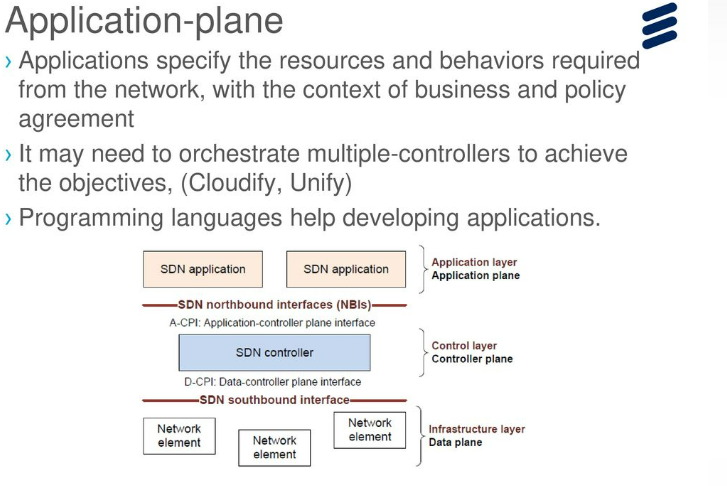 Application-plane
› Applications specify the resources and behaviors required
from the network, with the context of business and policy
agreement
› It may need to orchestrate multiple-controllers to achieve
the objectives, (Cloudify, Unify)
› Programming languages help developing applications.
SDN application
SDN application
Application layer
Application plane
SDN northbound interfaces (NBIs)
A-CPI: Application-controller plane interface
SDN controller
Control layer
Controller plane
D-CPI: Data-controller plane interface
SDN southbound interface
Network
element
Network
element
Network
element
Infrastructure layer
Data plane